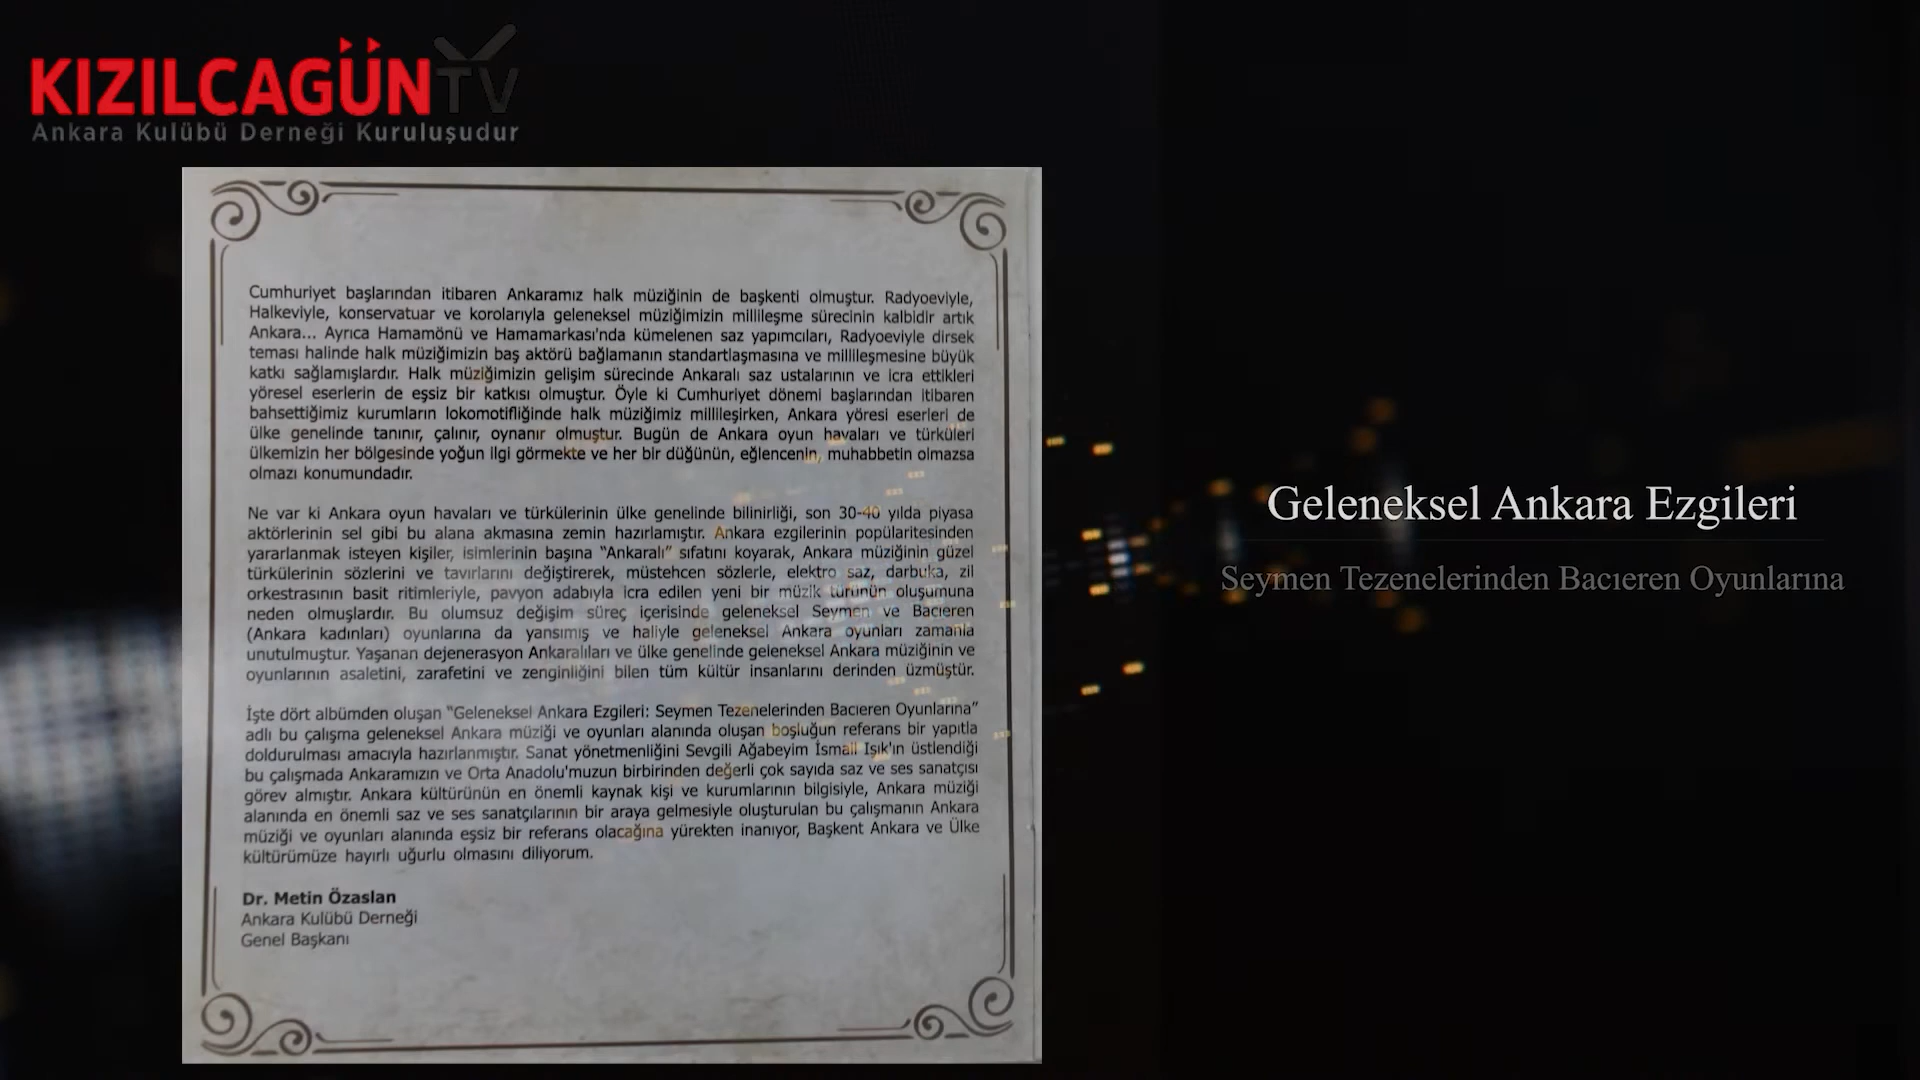 KIZILCAGÜN TV
Ankara Kulübü Derneği Kuruluşudur
Cumhuriyet başlarından itibaren Ankaramız halk müziğinin de başkenti olmuştur. Radyoeviyle,
Halkeviyle, konservatuar ve korolarıyla geleneksel müziğimizin millileşme sürecinin kalbidir artık
Ankara... Ayrıca Hamamönü ve Hamamarkası'nda kümelenen saz yapımcıları, Radyoeviyle dirsek
teması halinde halk müziğimizin baş aktörü bağlamanın standartlaşmasına ve millileşmesine büyük
katkı sağlamışlardır. Halk müziğimizin gelişim sürecinde Ankaralı saz ustalarının ve icra ettikleri
yöresel eserlerin de eşsiz bir katkısı olmuştur. Öyle ki Cumhuriyet dönemi başlarından itibaren
bahsettiğimiz kurumların lokomotifliğinde halk müziğimiz millileşirken, Ankara yöresi eserleri de
ülke genelinde tanınır, çalınır, oynanır olmuştur. Bugün de Ankara oyun havaları ve türküleri
ülkemizin her bölgesinde yoğun ilgi görmekte ve her bir düğünün, eğlencenin, muhabbetin olmazsa
olmazı konumundadır.
Ne var ki Ankara oyun havaları ve türkülerinin ülke genelinde bilinirliği, son 30-40 yılda piyasa
aktörlerinin sel gibi bu alana akmasına zemin hazırlamıştır. Ankara ezgilerinin popülaritesinden
yararlanmak isteyen kişiler, isimlerinin başına “Ankaralı” sıfatını koyarak, Ankara müziğinin güzel
türkülerinin sözlerini ve tavırlarını değiştirerek, müstehcen sözlerle, elektro saz, darbuka, zil
orkestrasının basit ritimleriyle, pavyon adabıyla icra edilen yeni bir müzik türünün oluşumuna
neden olmuşlardır. Bu olumsuz değişim süreç içerisinde geleneksel Seymen ve Bacıeren
(Ankara kadınları) oyunlarına da yansımış ve haliyle geleneksel Ankara oyunları zamanla
unutulmuştur. Yaşanan dejenerasyon Ankaralıları ve ülke genelinde geleneksel Ankara müziğinin ve
oyunlarının asaletini, zarafetini ve zenginliğini bilen tüm kültür insanlarını derinden üzmüştür.
İşte dört albümden oluşan “Geleneksel Ankara Ezgileri: Seymen Tezenelerinden Bacıeren Oyunlarına”
adlı bu çalışma geleneksel Ankara müziği ve oyunları alanında oluşan boşluğun referans bir yapıtla
doldurulması amacıyla hazırlanmıştır. Sanat yönetmenliğini Sevgili Ağabeyim İsmail Işık'ın üstlendiği
bu çalışmada Ankaramızın ve Orta Anadolu'muzun birbirinden değerli çok sayıda saz ve ses sanatçısı
görev almıştır. Ankara kültürünün en önemli kaynak kişi ve kurumlarının bilgisiyle, Ankara müziği
alanında en önemli saz ve ses sanatçılarının bir araya gelmesiyle oluşturulan bu çalışmanın Ankara
müziği ve oyunları alanında eşsiz bir referans olacağına yürekten inanıyor, Başkent Ankara ve Ülke
kültürümüze hayırlı uğurlu olmasını diliyorum.
Dr. Metin Özaslan
Ankara Kulübü Derneği
Genel Başkanı
Geleneksel Ankara Ezgileri
Seymen Tezenelerinden Bacıeren Oyunlarına